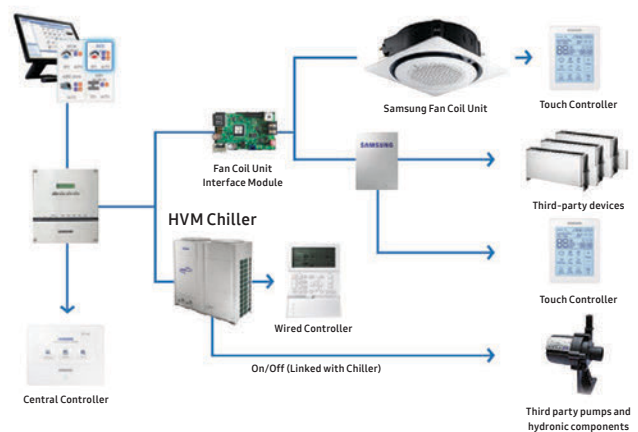 Samsung Fan Coil Unit
Touch Controller
Fan Coil Unit
Interface Module
SAMSUNG
Third-party devices
HVM Chiller
Touch Controller
Wired Controller
On/Off (Linked with Chiller)
Central Controller
Third party pumps and
hydronic components